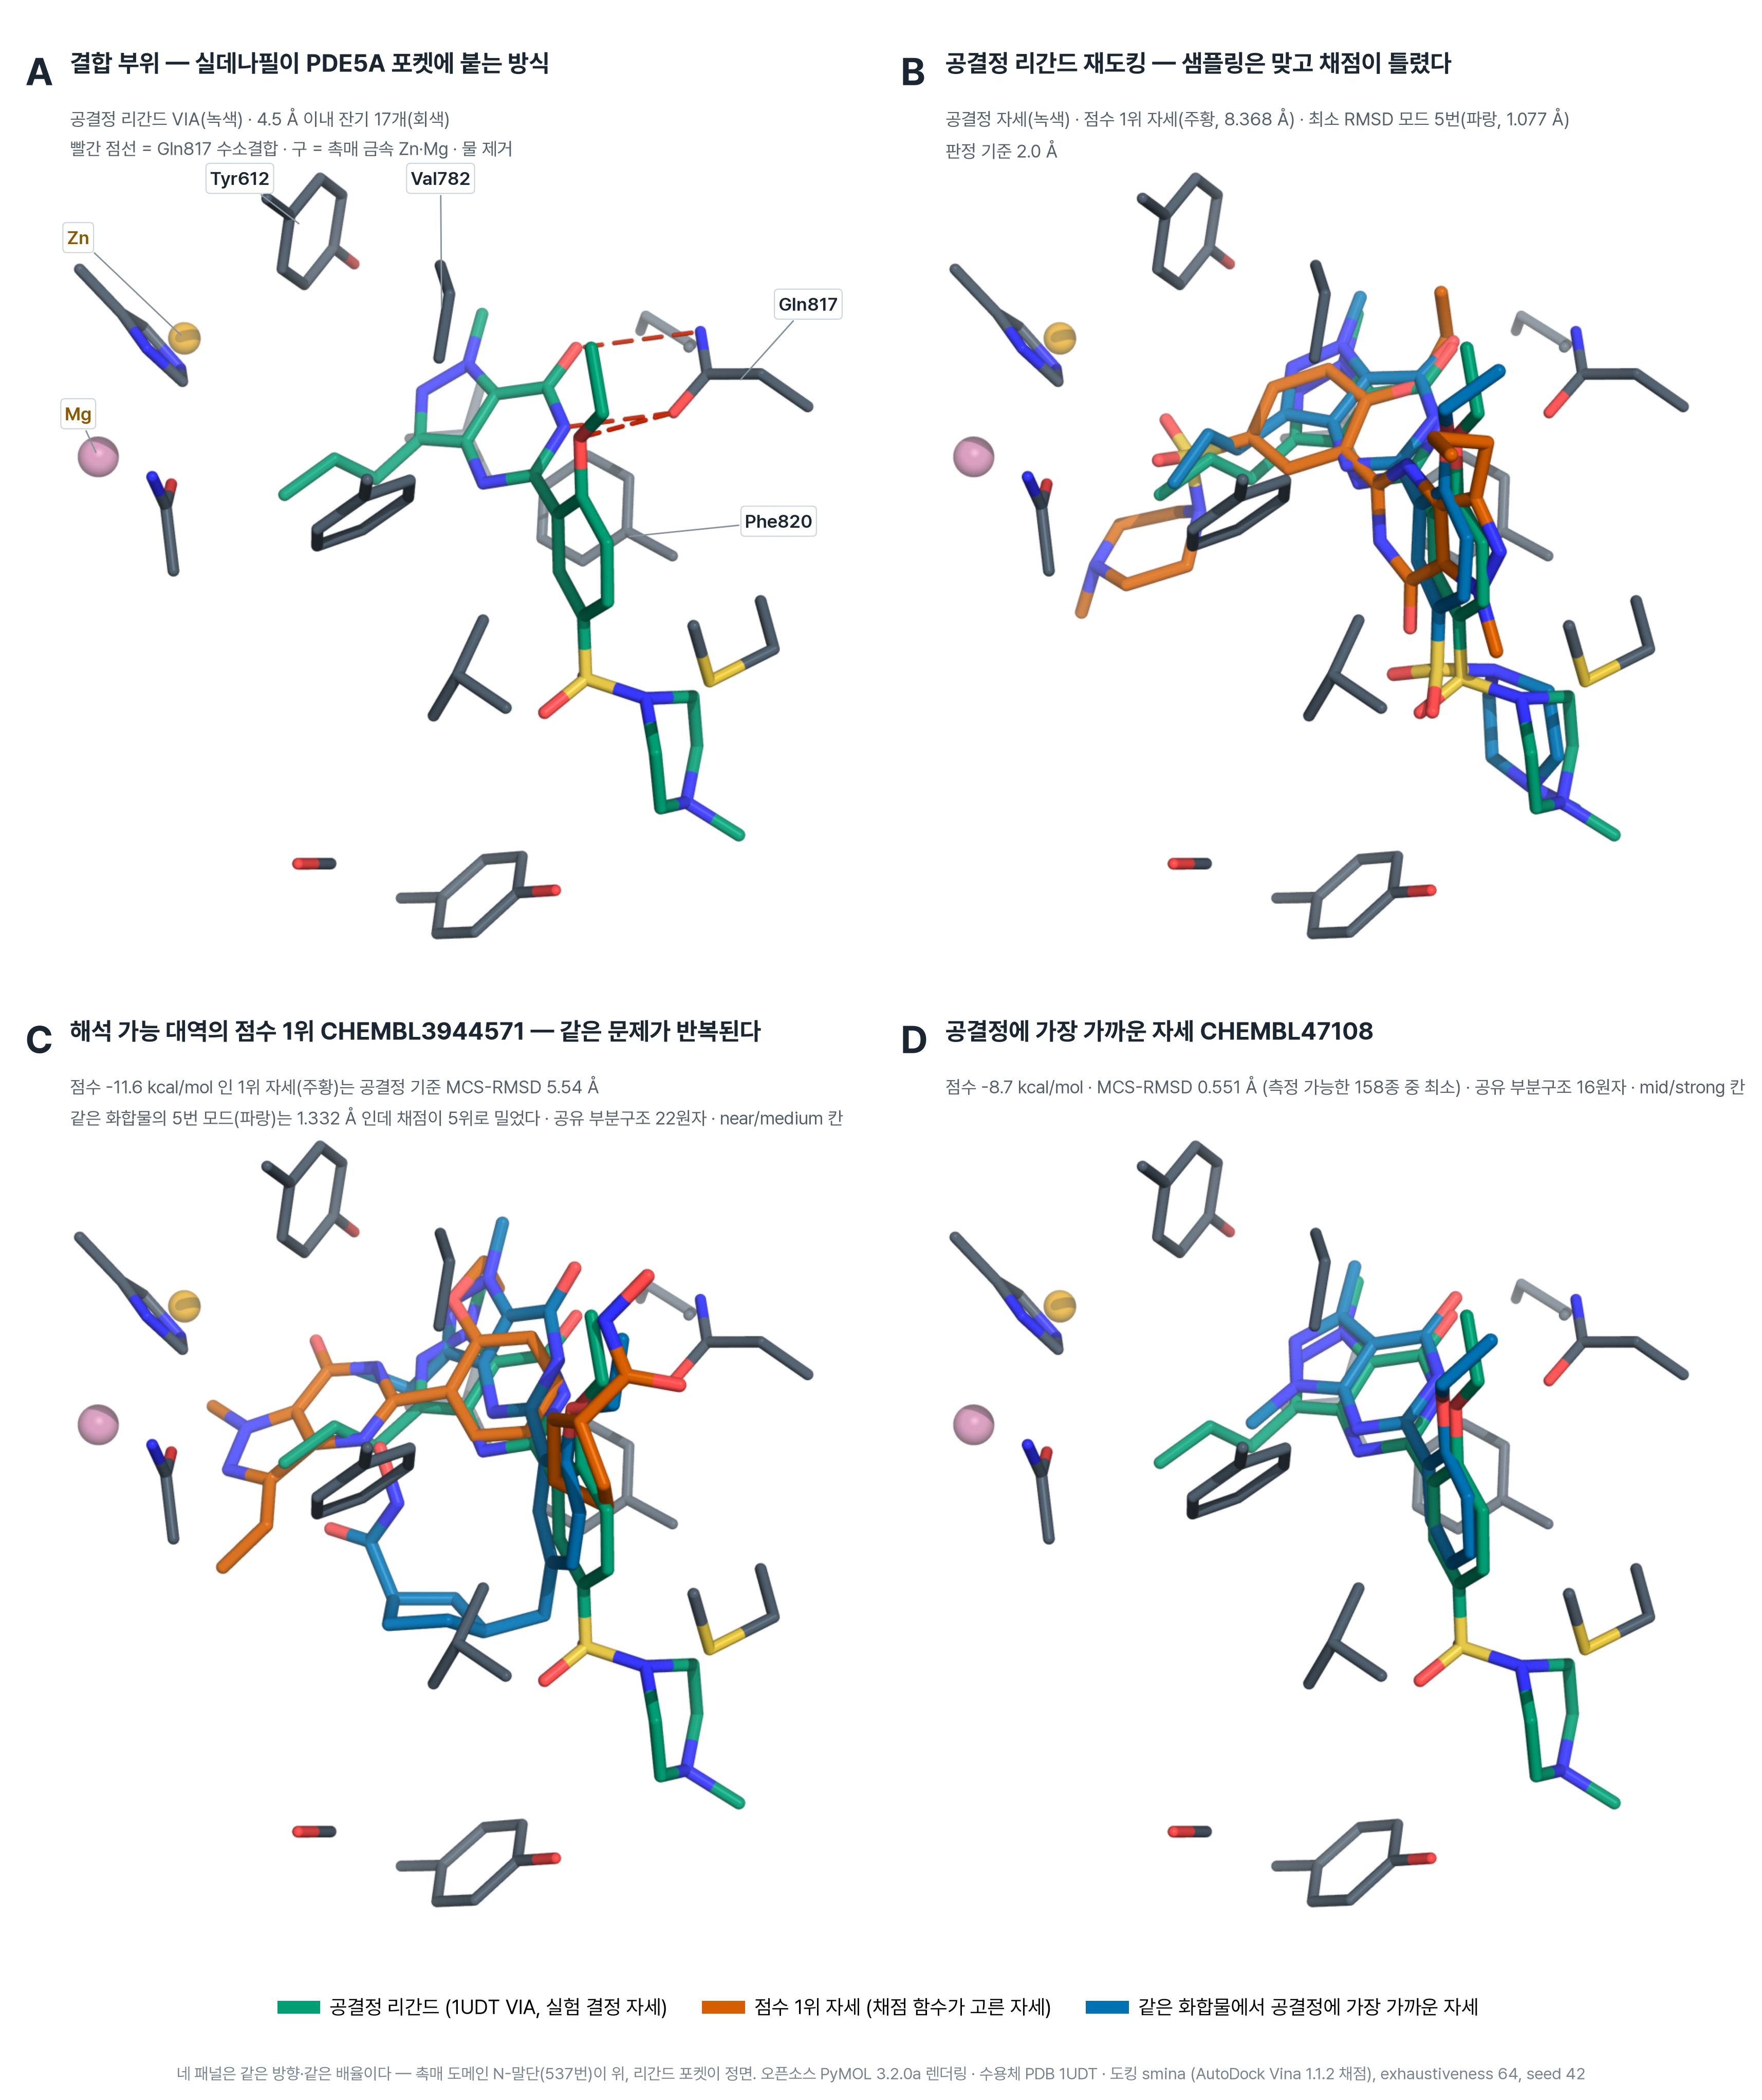 A 결합 부위 — 실데나필이 PDE5A 포켓에 붙는 방식
공결정 리간드 VIA(녹색) · 4.5 Å 이내 잔기 17개(회색)
빨간 점선 = Gln817 수소결합 · 구 = 촉매 금속 Zn·Mg · 물 제거
Tyr612
Val782
Zn
Gln817
Mg
Phe820
B 공결정 리간드 재도킹 — 샘플링은 맞고 채점이 틀렸다
공결정 자세(녹색) · 점수 1위 자세(주황, 8.368 Å) · 최소 RMSD 모드 5번(파랑, 1.077 Å)
판정 기준 2.0 Å
C 해석 가능 대역의 점수 1위 CHEMBL3944571 — 같은 문제가 반복된다
점수 -11.6 kcal/mol 인 1위 자세(주황)는 공결정 기준 MCS-RMSD 5.54 Å
같은 화합물의 5번 모드(파랑)는 1.332 Å 인데 채점이 5위로 밀었다 · 공유 부분구조 22원자 · near/medium 칸
D 공결정에 가장 가까운 자세 CHEMBL47108
점수 -8.7 kcal/mol · MCS-RMSD 0.551 Å (측정 가능한 158종 중 최소) · 공유 부분구조 16원자 · mid/strong 칸
공결정 리간드 (1UDT VIA, 실험 결정 자세)
점수 1위 자세 (채점 함수가 고른 자세)
같은 화합물에서 공결정에 가장 가까운 자세
네 패널은 같은 방향·같은 배율이다 — 촉매 도메인 N-말단(537번)이 위, 리간드 포켓이 정면. 오픈소스 PyMOL 3.2.0a 렌더링 · 수용체 PDB 1UDT · 도킹 smina (AutoDock Vina 1.1.2 채점), exhaustiveness 64, seed 42